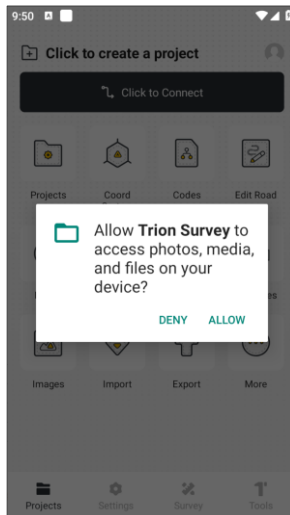 9:50
Click to create a project
Click to Connect
Projects Coord Codes Edit Road
Allow Trion Survey to
access photos, media,
and files on your
device?
DENY ALLOW
Images Import Export More
Projects Settings Survey Tools